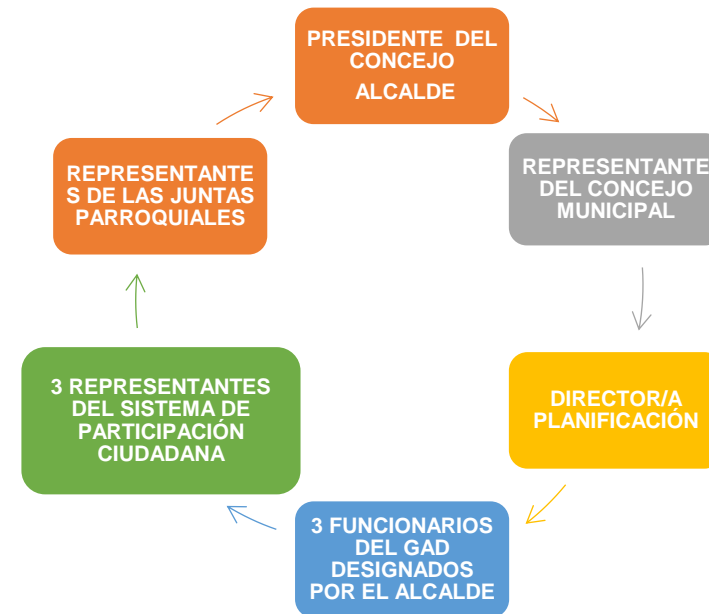 PRESIDENTE DEL
CONCEJO
ALCALDE
REPRESENTANTE
DEL CONCEJO
MUNICIPAL
DIRECTOR/A
PLANIFICACIÓN
3 FUNCIONARIOS
DEL GAD
DESIGNADOS
POR EL ALCALDE
3 REPRESENTANTES
DEL SISTEMA DE
PARTICIPACIÓN
CIUDADANA
REPRESENTANTE
S DE LAS JUNTAS
PARROQUIALES